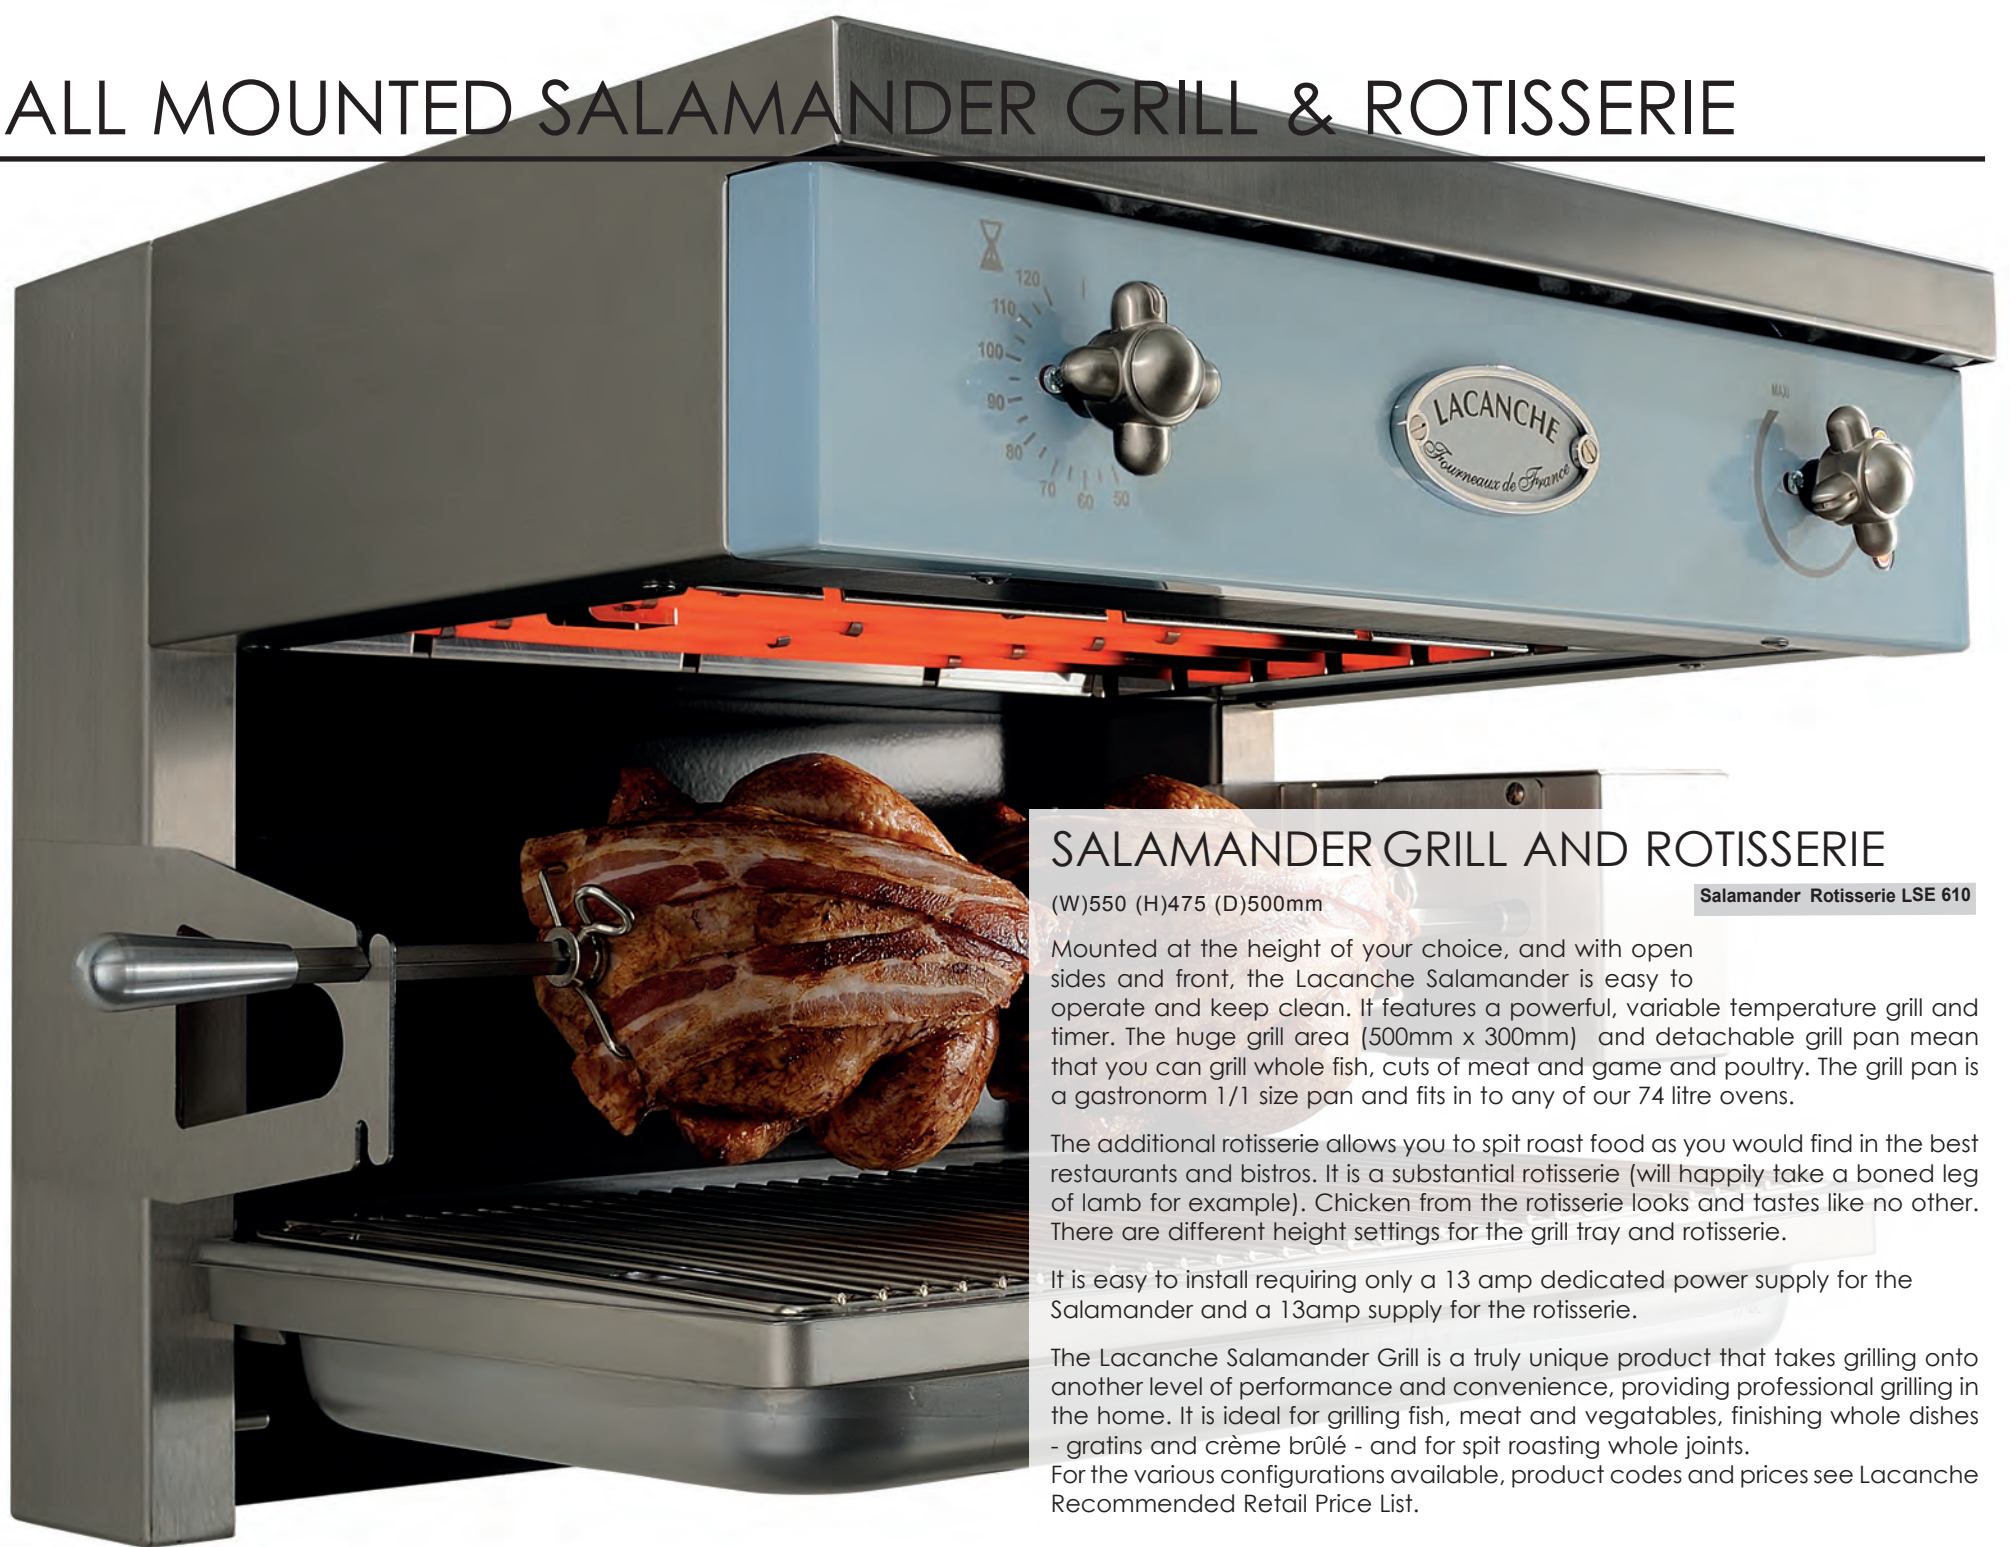 ALL MOUNTED SALAMANDER GRILL & ROTISSERIE
120
110
100
90
80
70
60
50
LACANCHE
Fourneaux de France
MAXI
SALAMANDER GRILL AND ROTISSERIE
(W)550 (H)475 (D)500mm
Salamander Rotisserie LSE 610
Mounted at the height of your choice, and with open
sides and front, the Lacanche Salamander is easy to
operate and keep clean. It features a powerful, variable temperature grill and
timer. The huge grill area (500mm x 300mm) and detachable grill pan mean
that you can grill whole fish, cuts of meat and game and poultry. The grill pan is
a gastronorm 1/1 size pan and fits in to any of our 74 litre ovens.
The additional rotisserie allows you to spit roast food as you would find in the best
restaurants and bistros. It is a substantial rotisserie (will happily take a boned leg
of lamb for example). Chicken from the rotisserie looks and tastes like no other.
There are different height settings for the grill tray and rotisserie.
It is easy to install requiring only a 13 amp dedicated power supply for the
Salamander and a 13amp supply for the rotisserie.
The Lacanche Salamander Grill is a truly unique product that takes grilling onto
another level of performance and convenience, providing professional grilling in
the home. It is ideal for grilling fish, meat and vegatables, finishing whole dishes
- gratins and crème brûlé - and for spit roasting whole joints.
For the various configurations available, product codes and prices see Lacanche
Recommended Retail Price List.